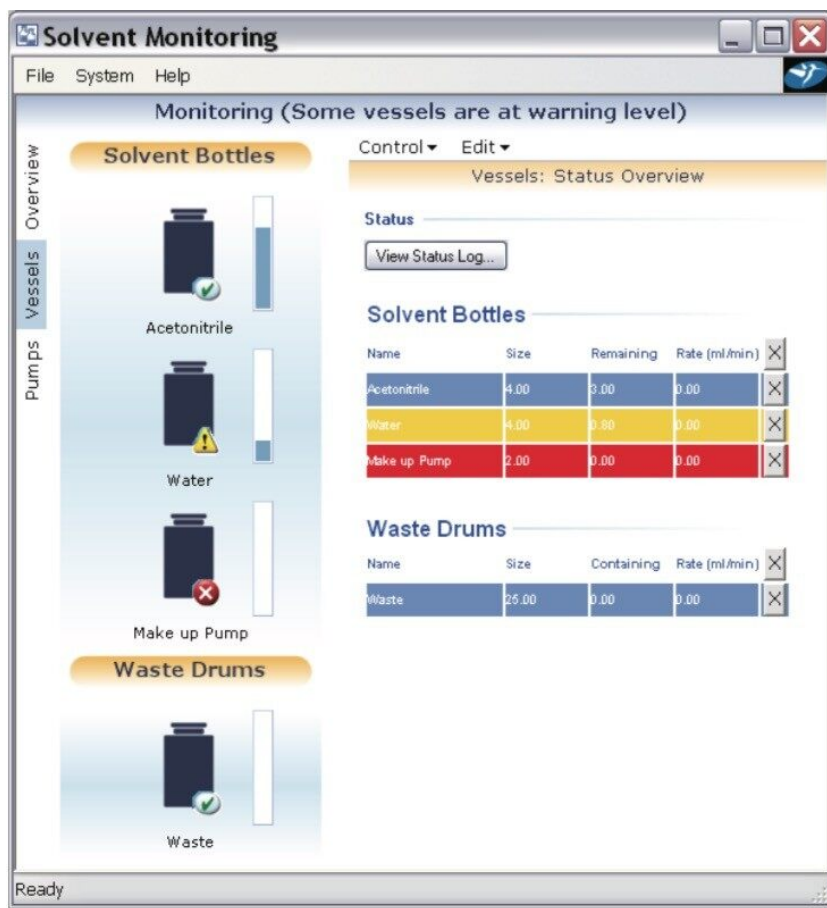 Solvent Monitoring
File System Help
Monitoring (Some vessels are at warning level)
Overview
Vessels
Pumps
Solvent Bottles
Acetonitrile
Water
Make up Pump
Waste Drums
Waste
Control Edit
Vessels: Status Overview
Status
View Status Log...
Solvent Bottles
Name Size Remaining Rate (ml/min) X
Acetonitrile 4.00 3.00 0.00 X
Water 4.00 0.80 0.00 X
Make up Pump 2.00 0.00 0.00 X
Waste Drums
Name Size Containing Rate (ml/min) X
Waste 25.00 0.00 0.00 X
Ready